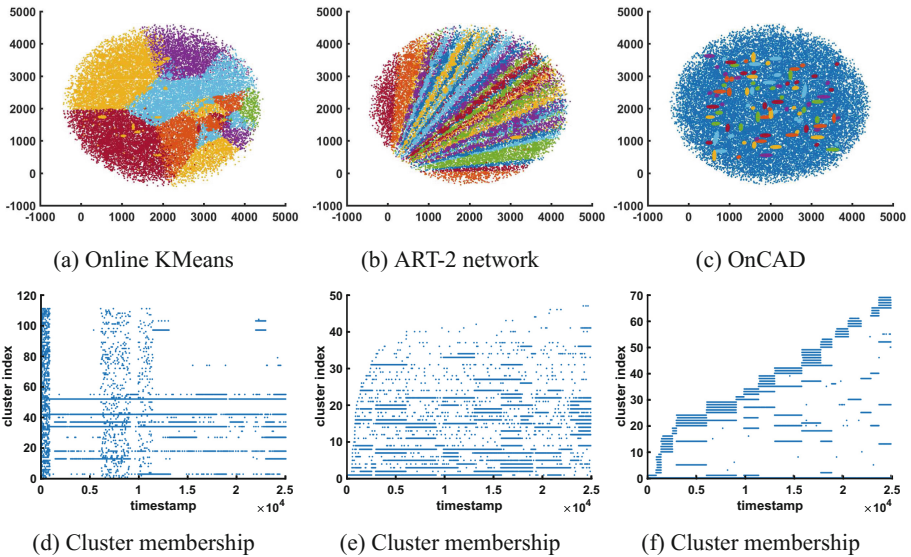 5000
4000
3000
2000
1000
0
-1000
-1000 0 1000 2000 3000 4000 5000
5000
4000
3000
2000
1000
0
-1000
-1000 0 1000 2000 3000 4000 5000
5000
4000
3000
2000
1000
0
-1000
-1000 0 1000 2000 3000 4000 5000
(a) Online KMeans
(b) ART-2 network
(c) OnCAD
cluster index
120
100
80
60
40
20
0
0 0.5 1 1.5 2 2.5
timestamp
×10^4
cluster index
50
40
30
20
10
0
0 0.5 1 1.5 2 2.5
timestamp
×10^4
cluster index
70
60
50
40
30
20
10
0
0 0.5 1 1.5 2 2.5
timestamp
×10^4
(d) Cluster membership
(e) Cluster membership
(f) Cluster membership